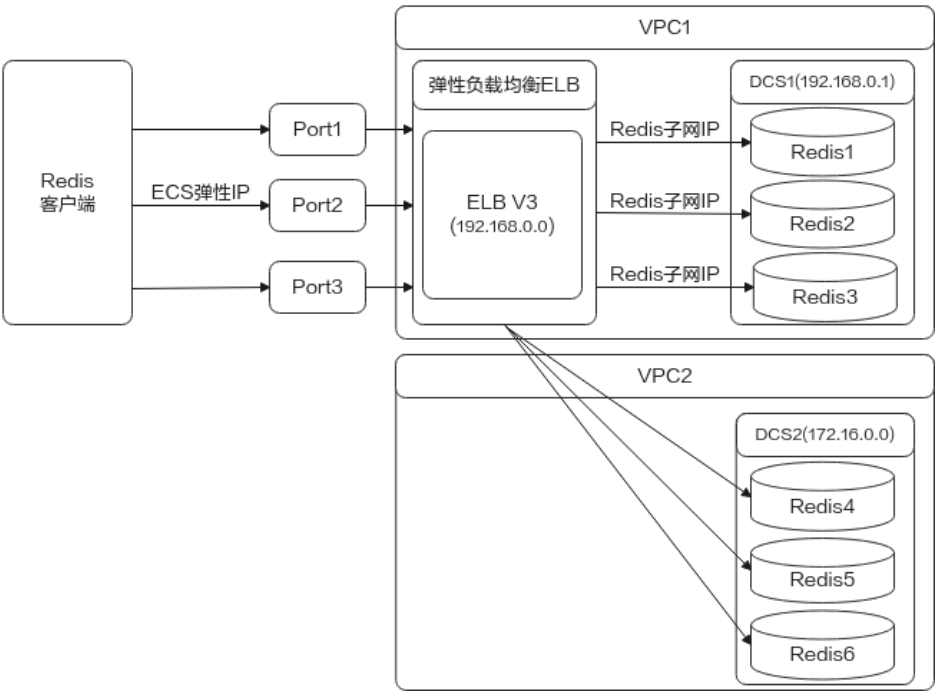 VPC1
弹性负载均衡ELB
DCS1(192.168.0.1)
Redis
客户端
ECS弹性IP
Port1
Port2
Port3
ELB V3
(192.168.0.0)
Redis子网IP
Redis子网IP
Redis子网IP
Redis1
Redis2
Redis3
VPC2
DCS2(172.16.0.0)
Redis4
Redis5
Redis6